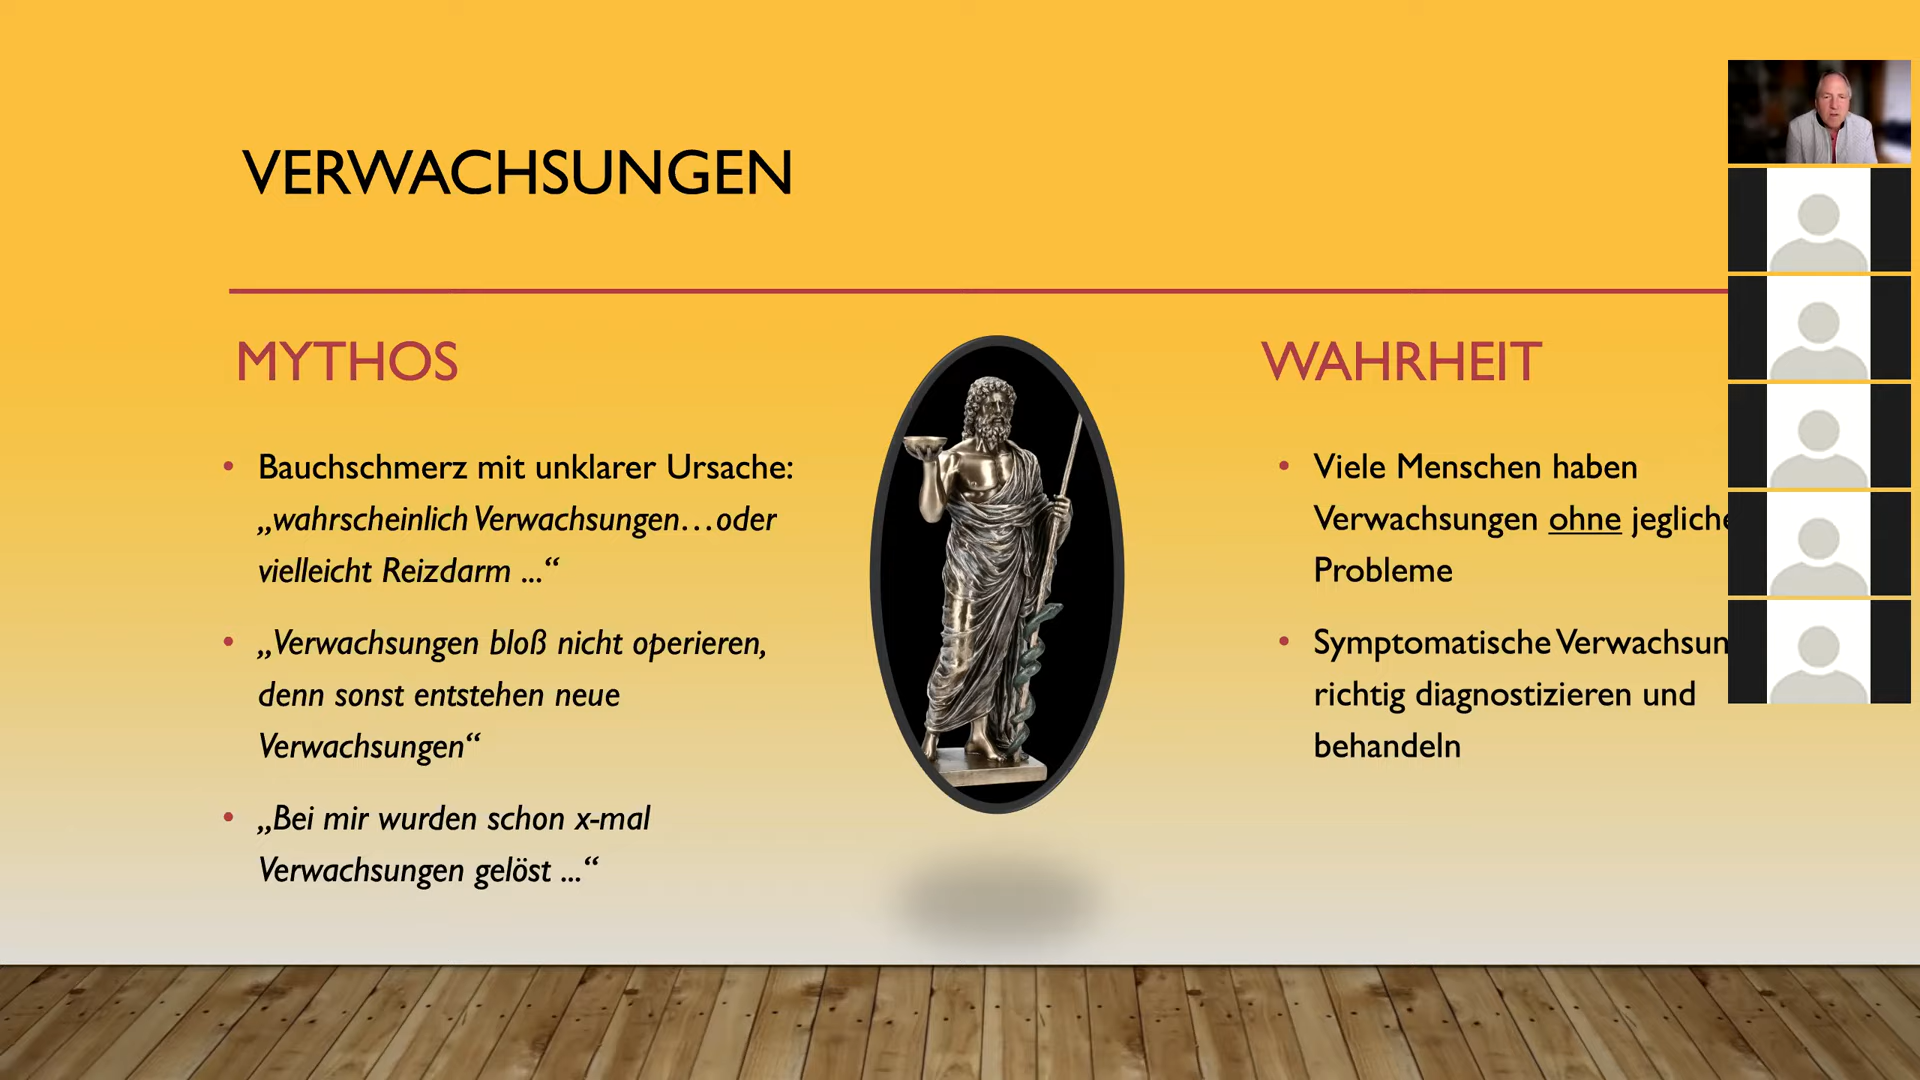 VERWACHSUNGEN
MYTHOS
• Bauchschmerz mit unklarer Ursache:
„wahrscheinlich Verwachsungen…oder
vielleicht Reizdarm ...“
• „Verwachsungen bloß nicht operieren,
denn sonst entstehen neue
Verwachsungen“
• „Bei mir wurden schon x-mal
Verwachsungen gelöst ...“
WAHRHEIT
• Viele Menschen haben
Verwachsungen ohne
Probleme
• Symptomatische
richtig diagnostizieren und
behandeln